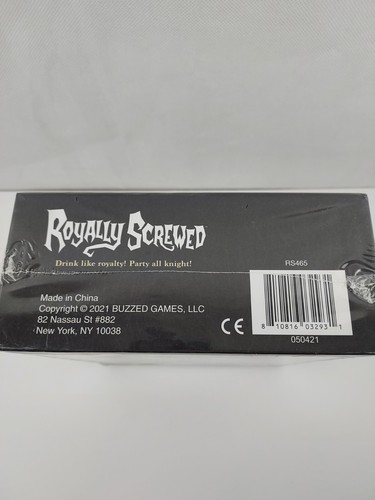 ROYALLY SCREWED
Drink like royalty! Party all knight!
RS465
Made in China
Copyright © 2021 BUZZED GAMES, LLC
82 Nassau St #882
New York, NY 10038
CE
8 10816 03293 1
050421